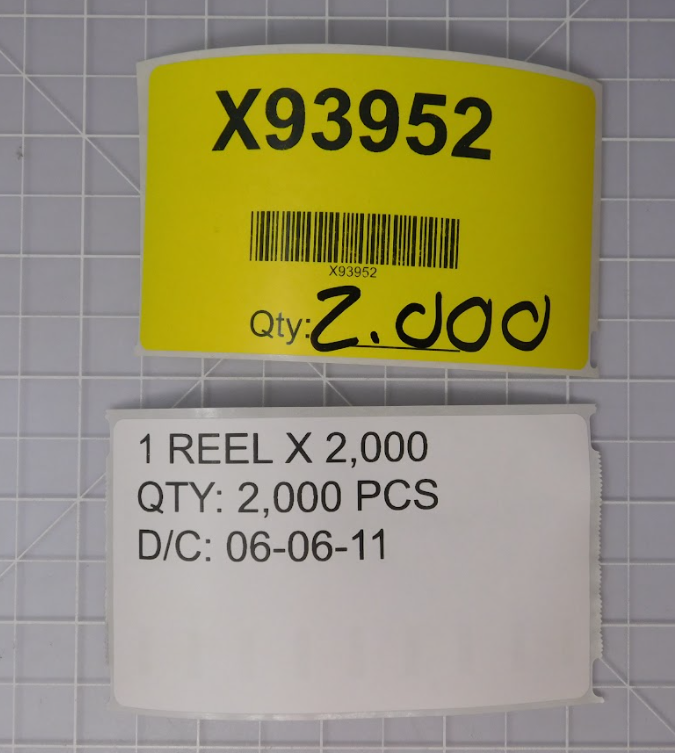 X93952
X93952
Qty: 2.000
1 REEL X 2,000
QTY: 2,000 PCS
D/C: 06-06-11